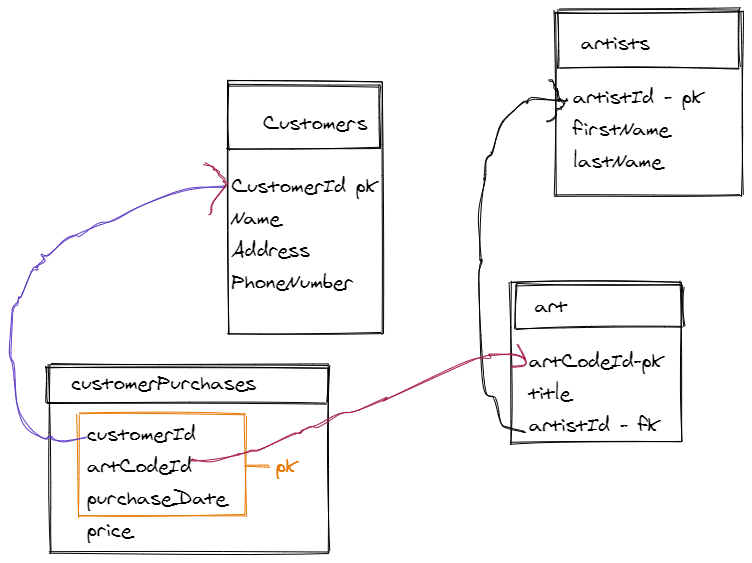 artists
artistId - pk
firstName
lastName
Customers
CustomerId pk
Name
Address
PhoneNumber
art
artCodeId-pk
title
artistId - fk
customerPurchases
customerId
artCodeId
purchaseDate
pk
price